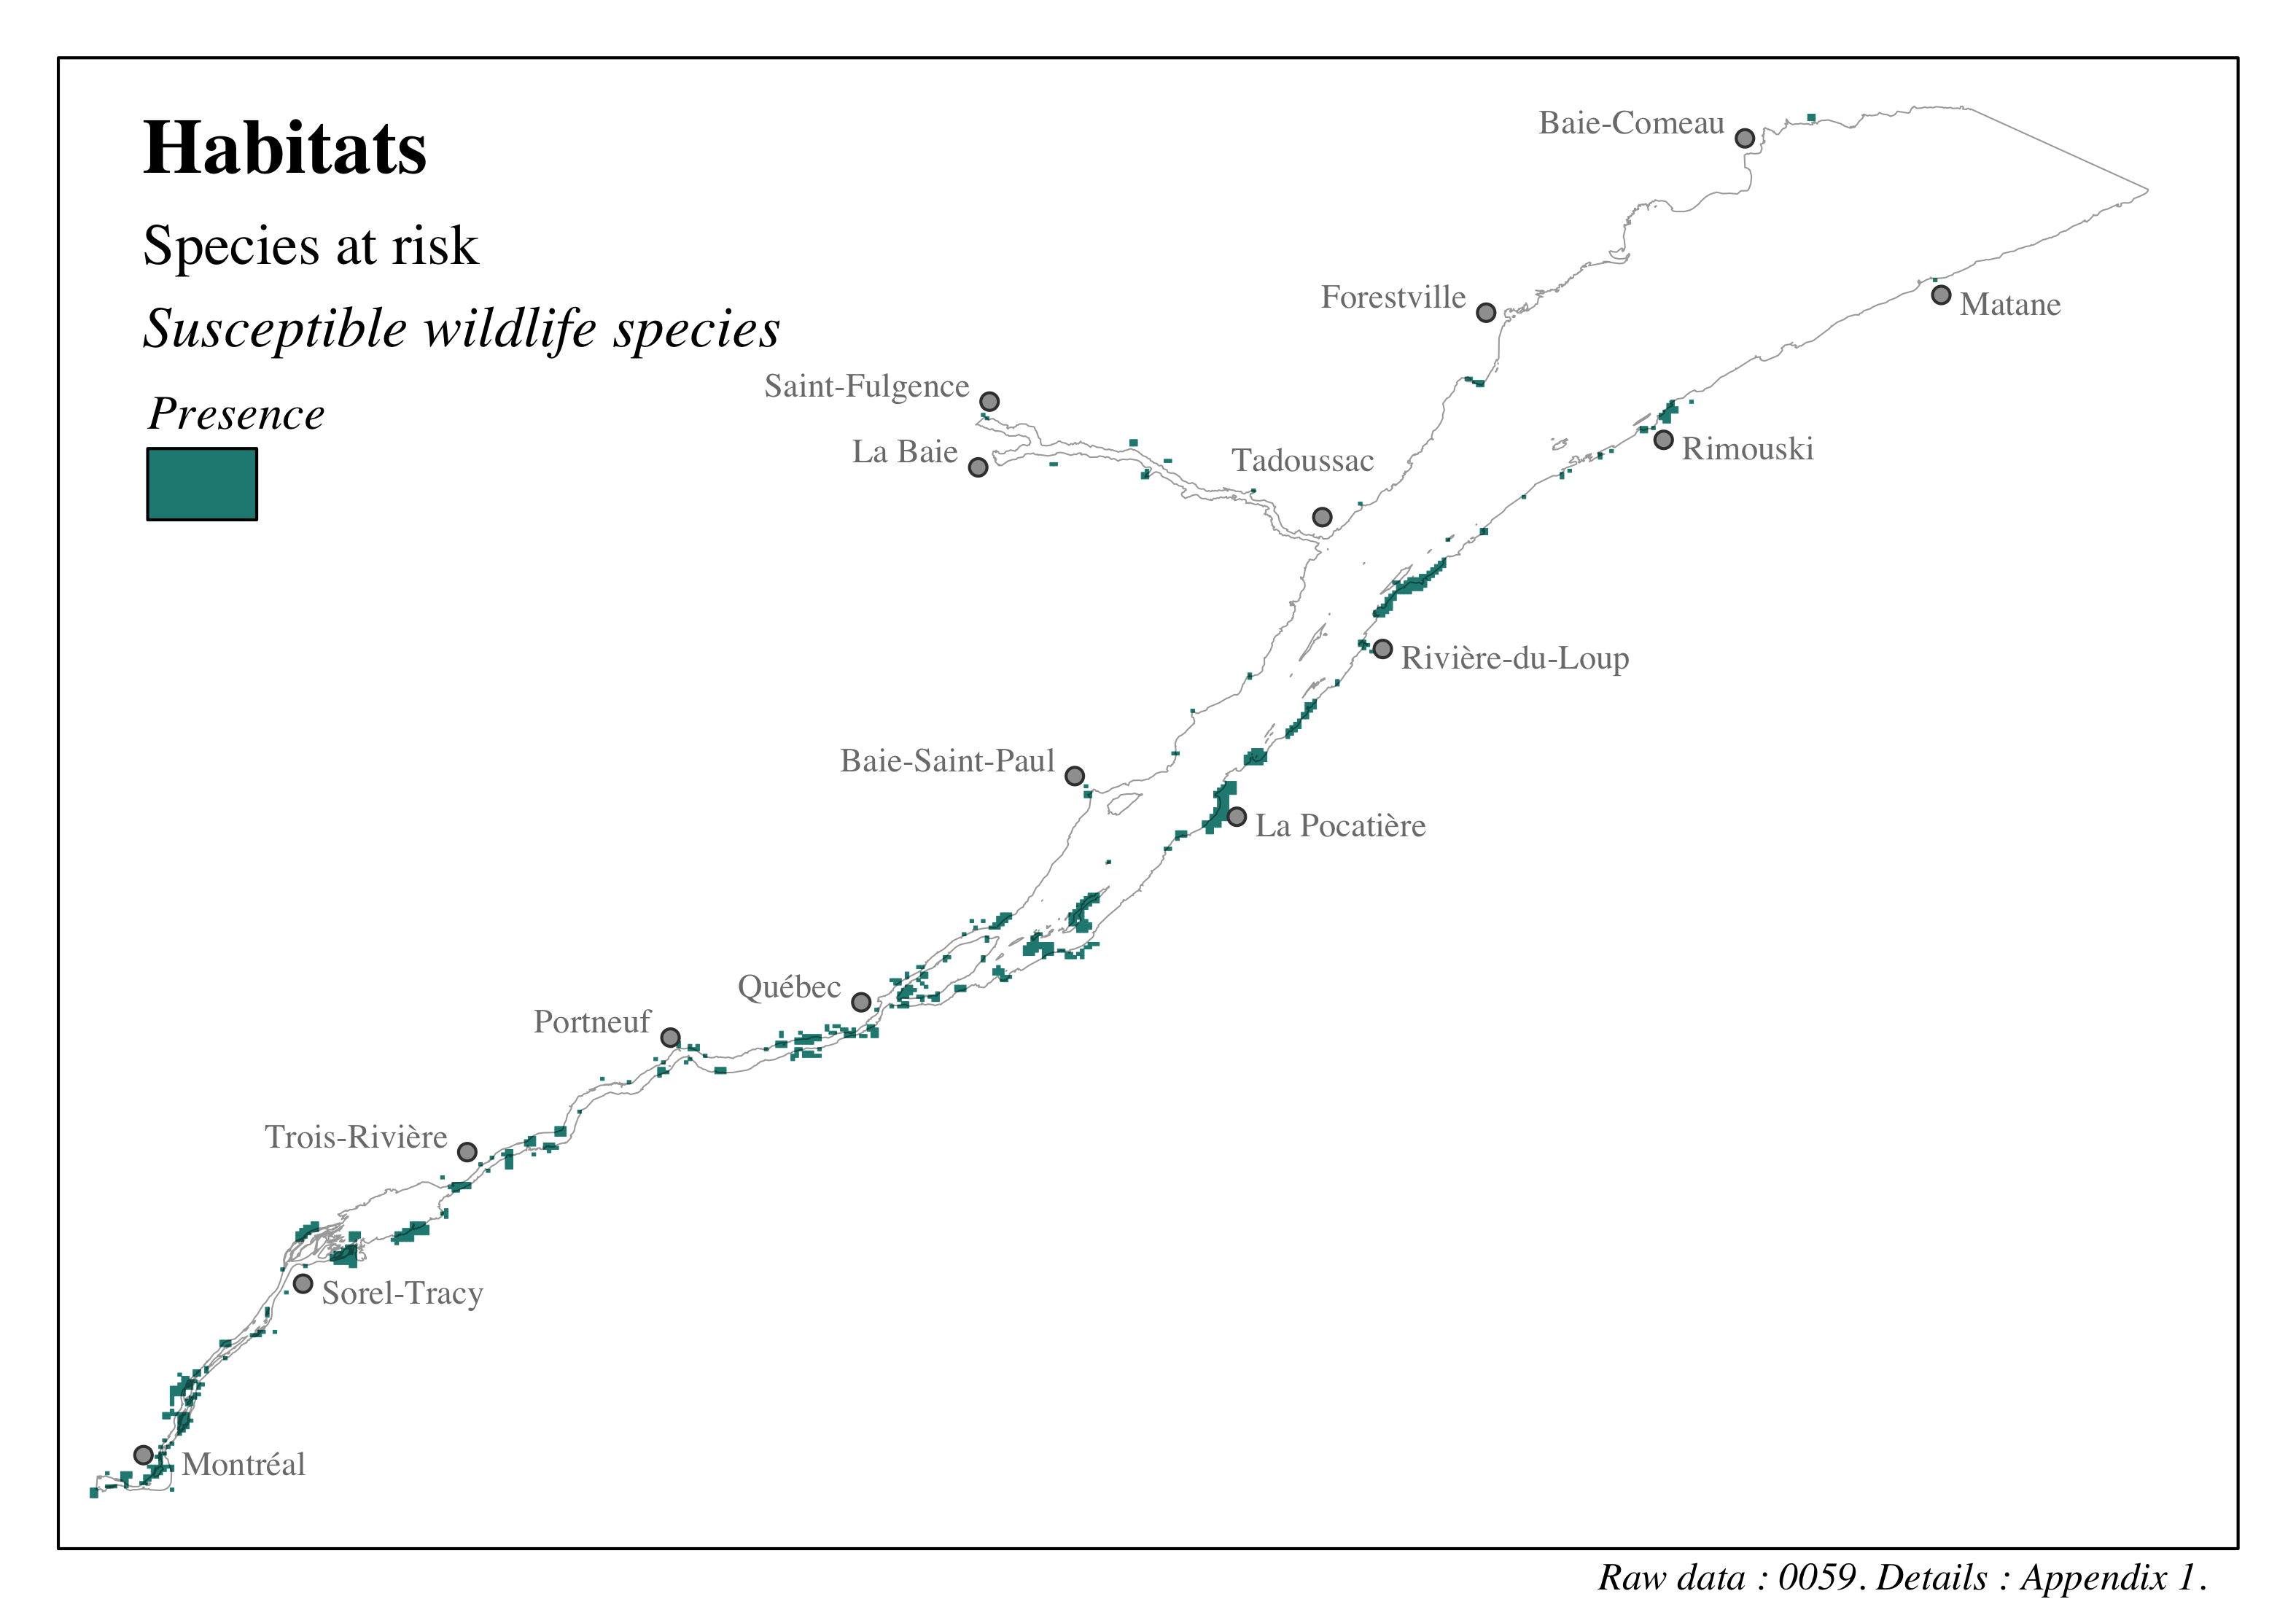 Habitats
Species at risk
Susceptible wildlife species
Presence
Baie-Comeau
Forestville
Matane
Saint-Fulgence
La Baie
Tadoussac
Rimouski
Rivière-du-Loup
Baie-Saint-Paul
La Pocatière
Québec
Portneuf
Trois-Rivière
Sorel-Tracy
Montréal
Raw data : 0059. Details : Appendix 1.